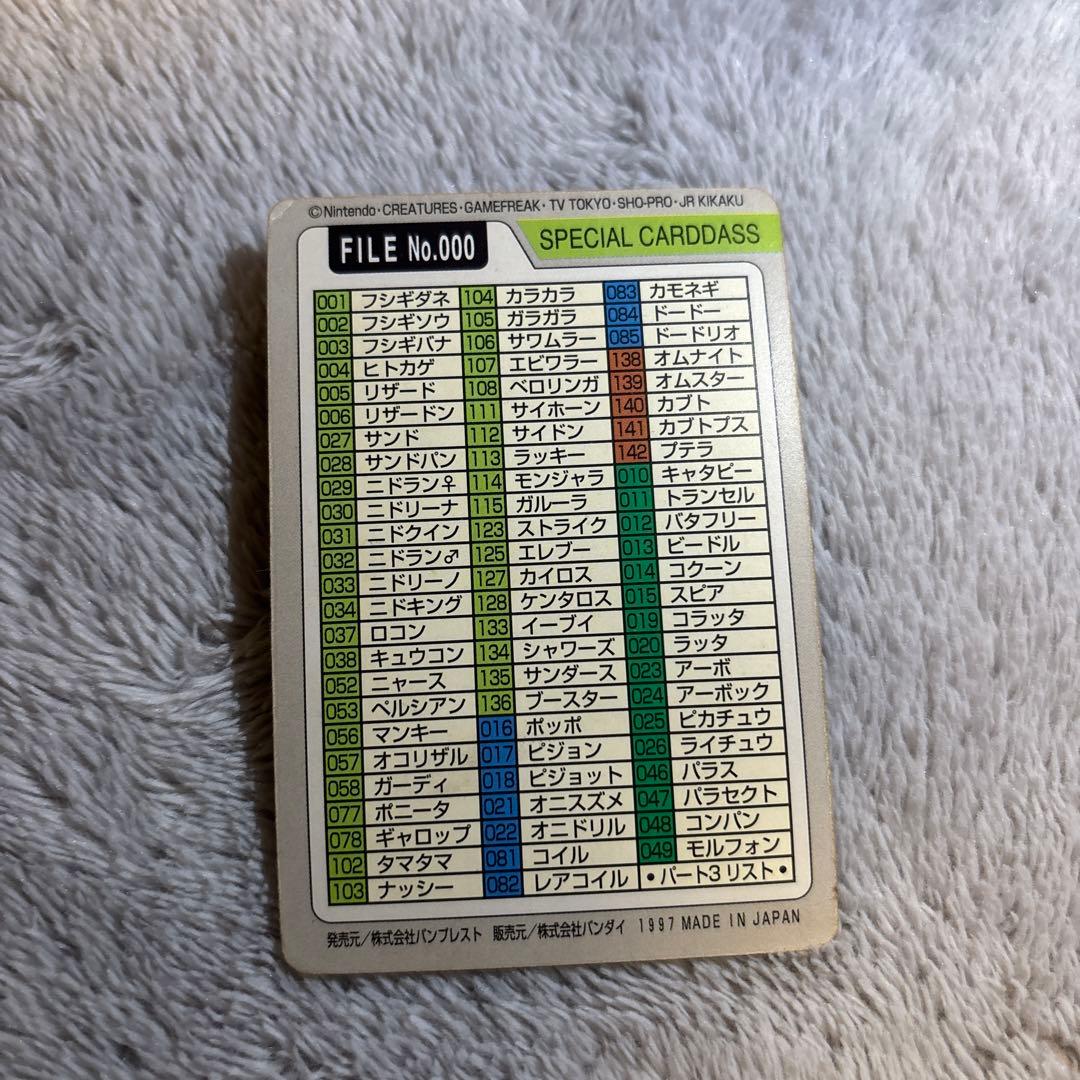 ©Nintendo・CREATURES・GAMEFREAK・TV TOKYO・SHO-PRO・JR KIKAKU
FILE No.000
SPECIAL CARDDASS
001 フシギダネ
002 フシギソウ
003 フシギバナ
004 ヒトカゲ
005 リザード
006 リザードン
027 サンド
028 サンドパン
029 ニドラン♀
030 ニドリーナ
031 ニドクイン
032 ニドラン♂
033 ニドリーノ
034 ニドキング
037 ロコン
038 キュウコン
052 ニャース
053 ペルシアン
056 マンキー
057 オコリザル
058 ガーディ
077 ポニータ
078 ギャロップ
102 タマタマ
103 ナッシー
104 カラカラ
105 ガラガラ
106 サワムラー
107 エビワラー
108 ベロリンガ
111 サイホーン
112 サイドン
113 ラッキー
114 モンジャラ
115 ガルーラ
123 ストライク
125 エレブー
127 カイロス
128 ケンタロス
133 イーブイ
134 シャワーズ
135 サンダース
136 ブースター
016 ポッポ
017 ピジョン
018 ピジョット
021 オニスズメ
022 オニドリル
081 コイル
082 レアコイル
083 カモネギ
084 ドードー
085 ドードリオ
138 オムナイト
139 オムスター
140 カブト
141 カブトプス
142 プテラ
010 キャタピー
011 トランセル
012 バタフリー
013 ビードル
014 コクーン
015 スピアー
019 コラッタ
020 ラッタ
023 アーボ
024 アーボック
025 ピカチュウ
026 ライチュウ
046 パラス
047 パラセクト
048 コンパン
049 モルフォン
・パート3 リスト・
発売元／株式会社バンプレスト 販売元／株式会社バンダイ 1997 MADE IN JAPAN